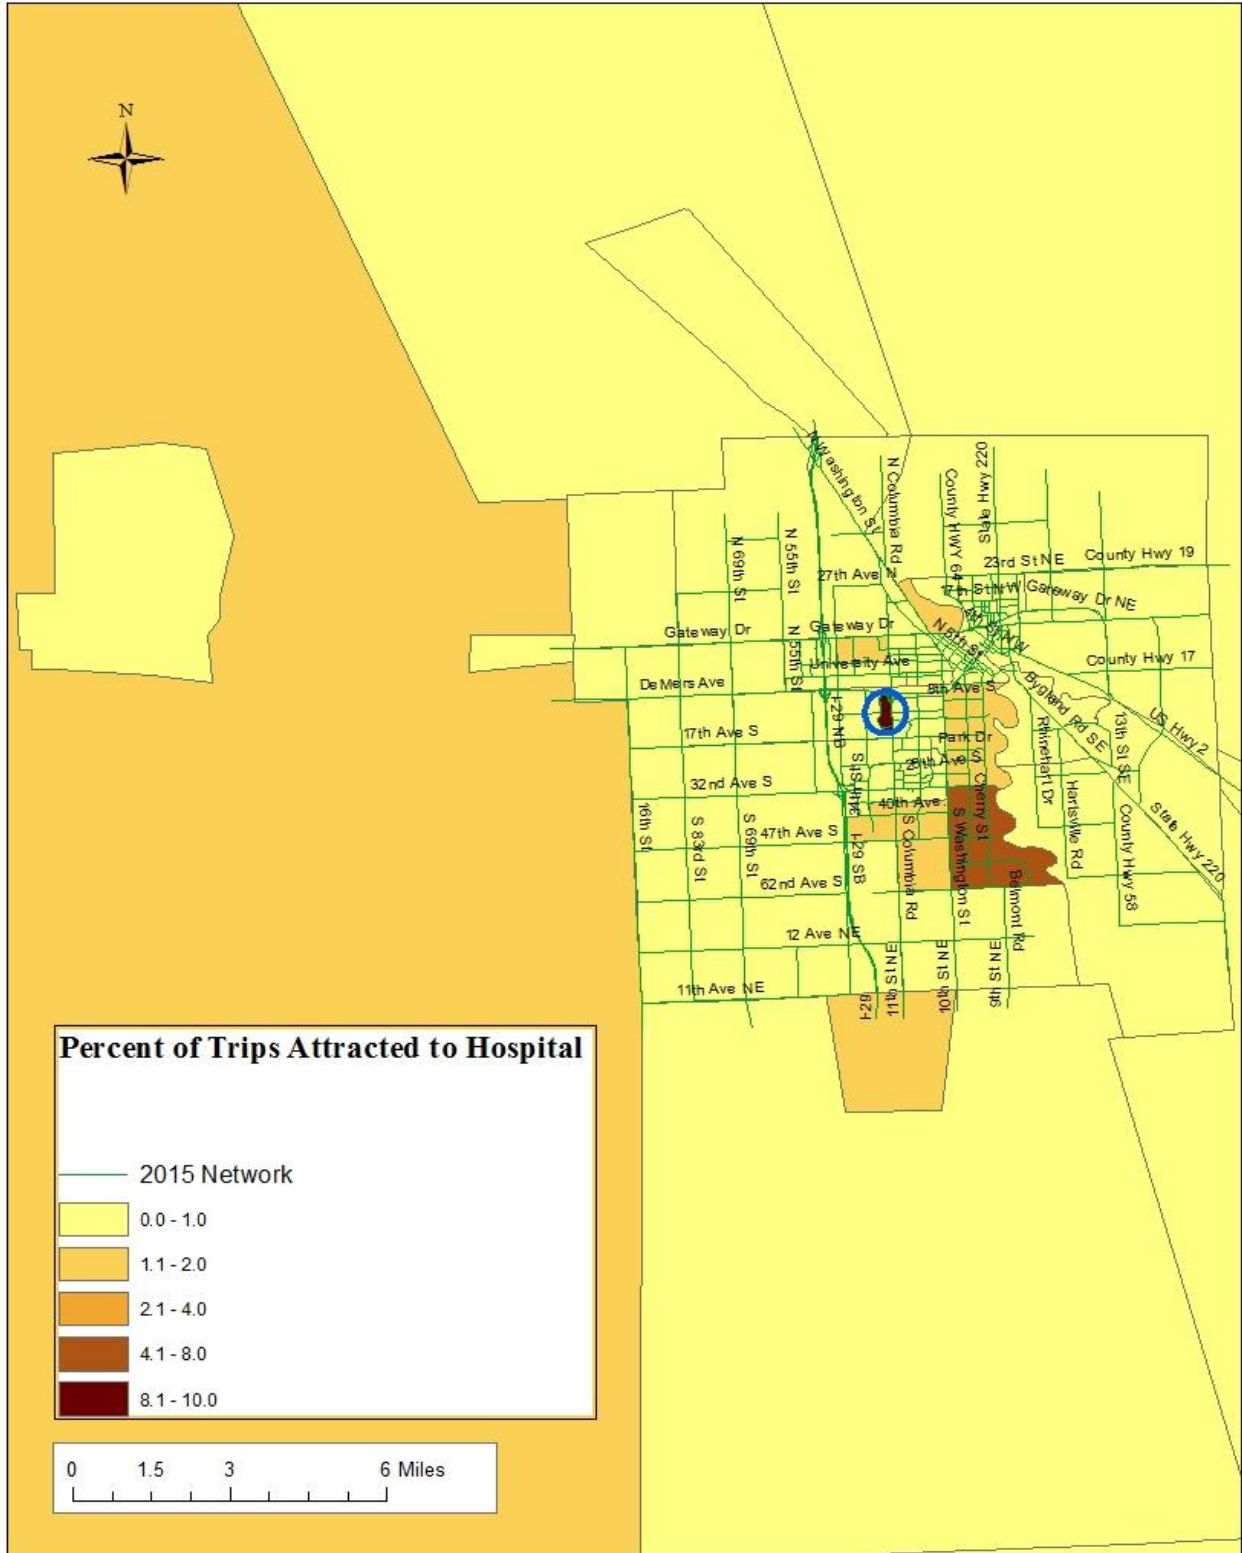 N
N Washington St
N Columbia Rd
County HWY 64
State Hwy 220
N 69th St
N 55th St
27th Ave N
23rd St NE
County Hwy 19
17th St NW
Gateway Dr NE
Gateway Dr
Gateway Dr
N 55th St
N 5th St
4th St NW
University Ave
County Hwy 17
DeMers Ave
8th Ave S
Bygland Rd SE
13th St SE
US Hwy 2
I-29 NB
17th Ave S
Park Dr
Rhinehart Dr
S 34th St
Cherry St
32nd Ave S
40th Ave
Hartsville Rd
State Hwy 220
16th St
S 83rd St
S 69th St
47th Ave S
I-29 SB
S Columbia Rd
S Washington St
Belmont Rd
County Hwy 58
62nd Ave S
12 Ave NE
11th Ave NE
I-29
11th St NE
10th St NE
9th St NE
Percent of Trips Attracted to Hospital
2015 Network
0.0 - 1.0
1.1 - 2.0
2.1 - 4.0
4.1 - 8.0
8.1 - 10.0
0 1.5 3 6 Miles